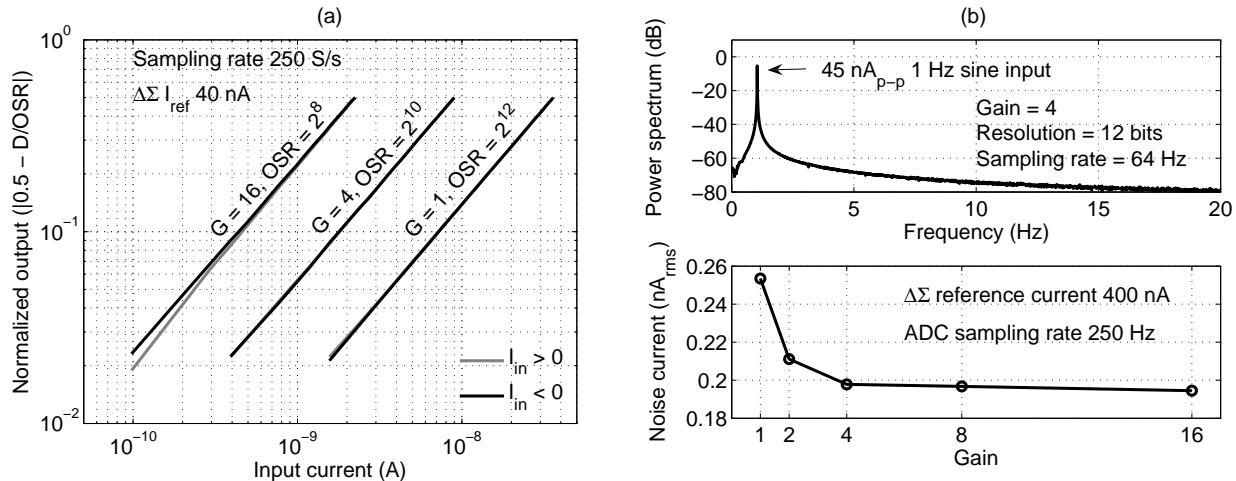 (a)
Normalized output (|0.5 − D/OSR|)
10^0
10^−1
10^−2
Sampling rate 250 S/s
ΔΣ I_ref 40 nA
G = 16, OSR = 2^8
G = 4, OSR = 2^10
G = 1, OSR = 2^12
I_in > 0
I_in < 0
10^−10
10^−9
10^−8
Input current (A)
(b)
Power spectrum (dB)
0
−20
−40
−60
−80
45 nA_p−p 1 Hz sine input
Gain = 4
Resolution = 12 bits
Sampling rate = 64 Hz
0 5 10 15 20
Frequency (Hz)
Noise current (nA_rms)
0.26
0.24
0.22
0.2
0.18
ΔΣ reference current 400 nA
ADC sampling rate 250 Hz
1 2 4 8 16
Gain